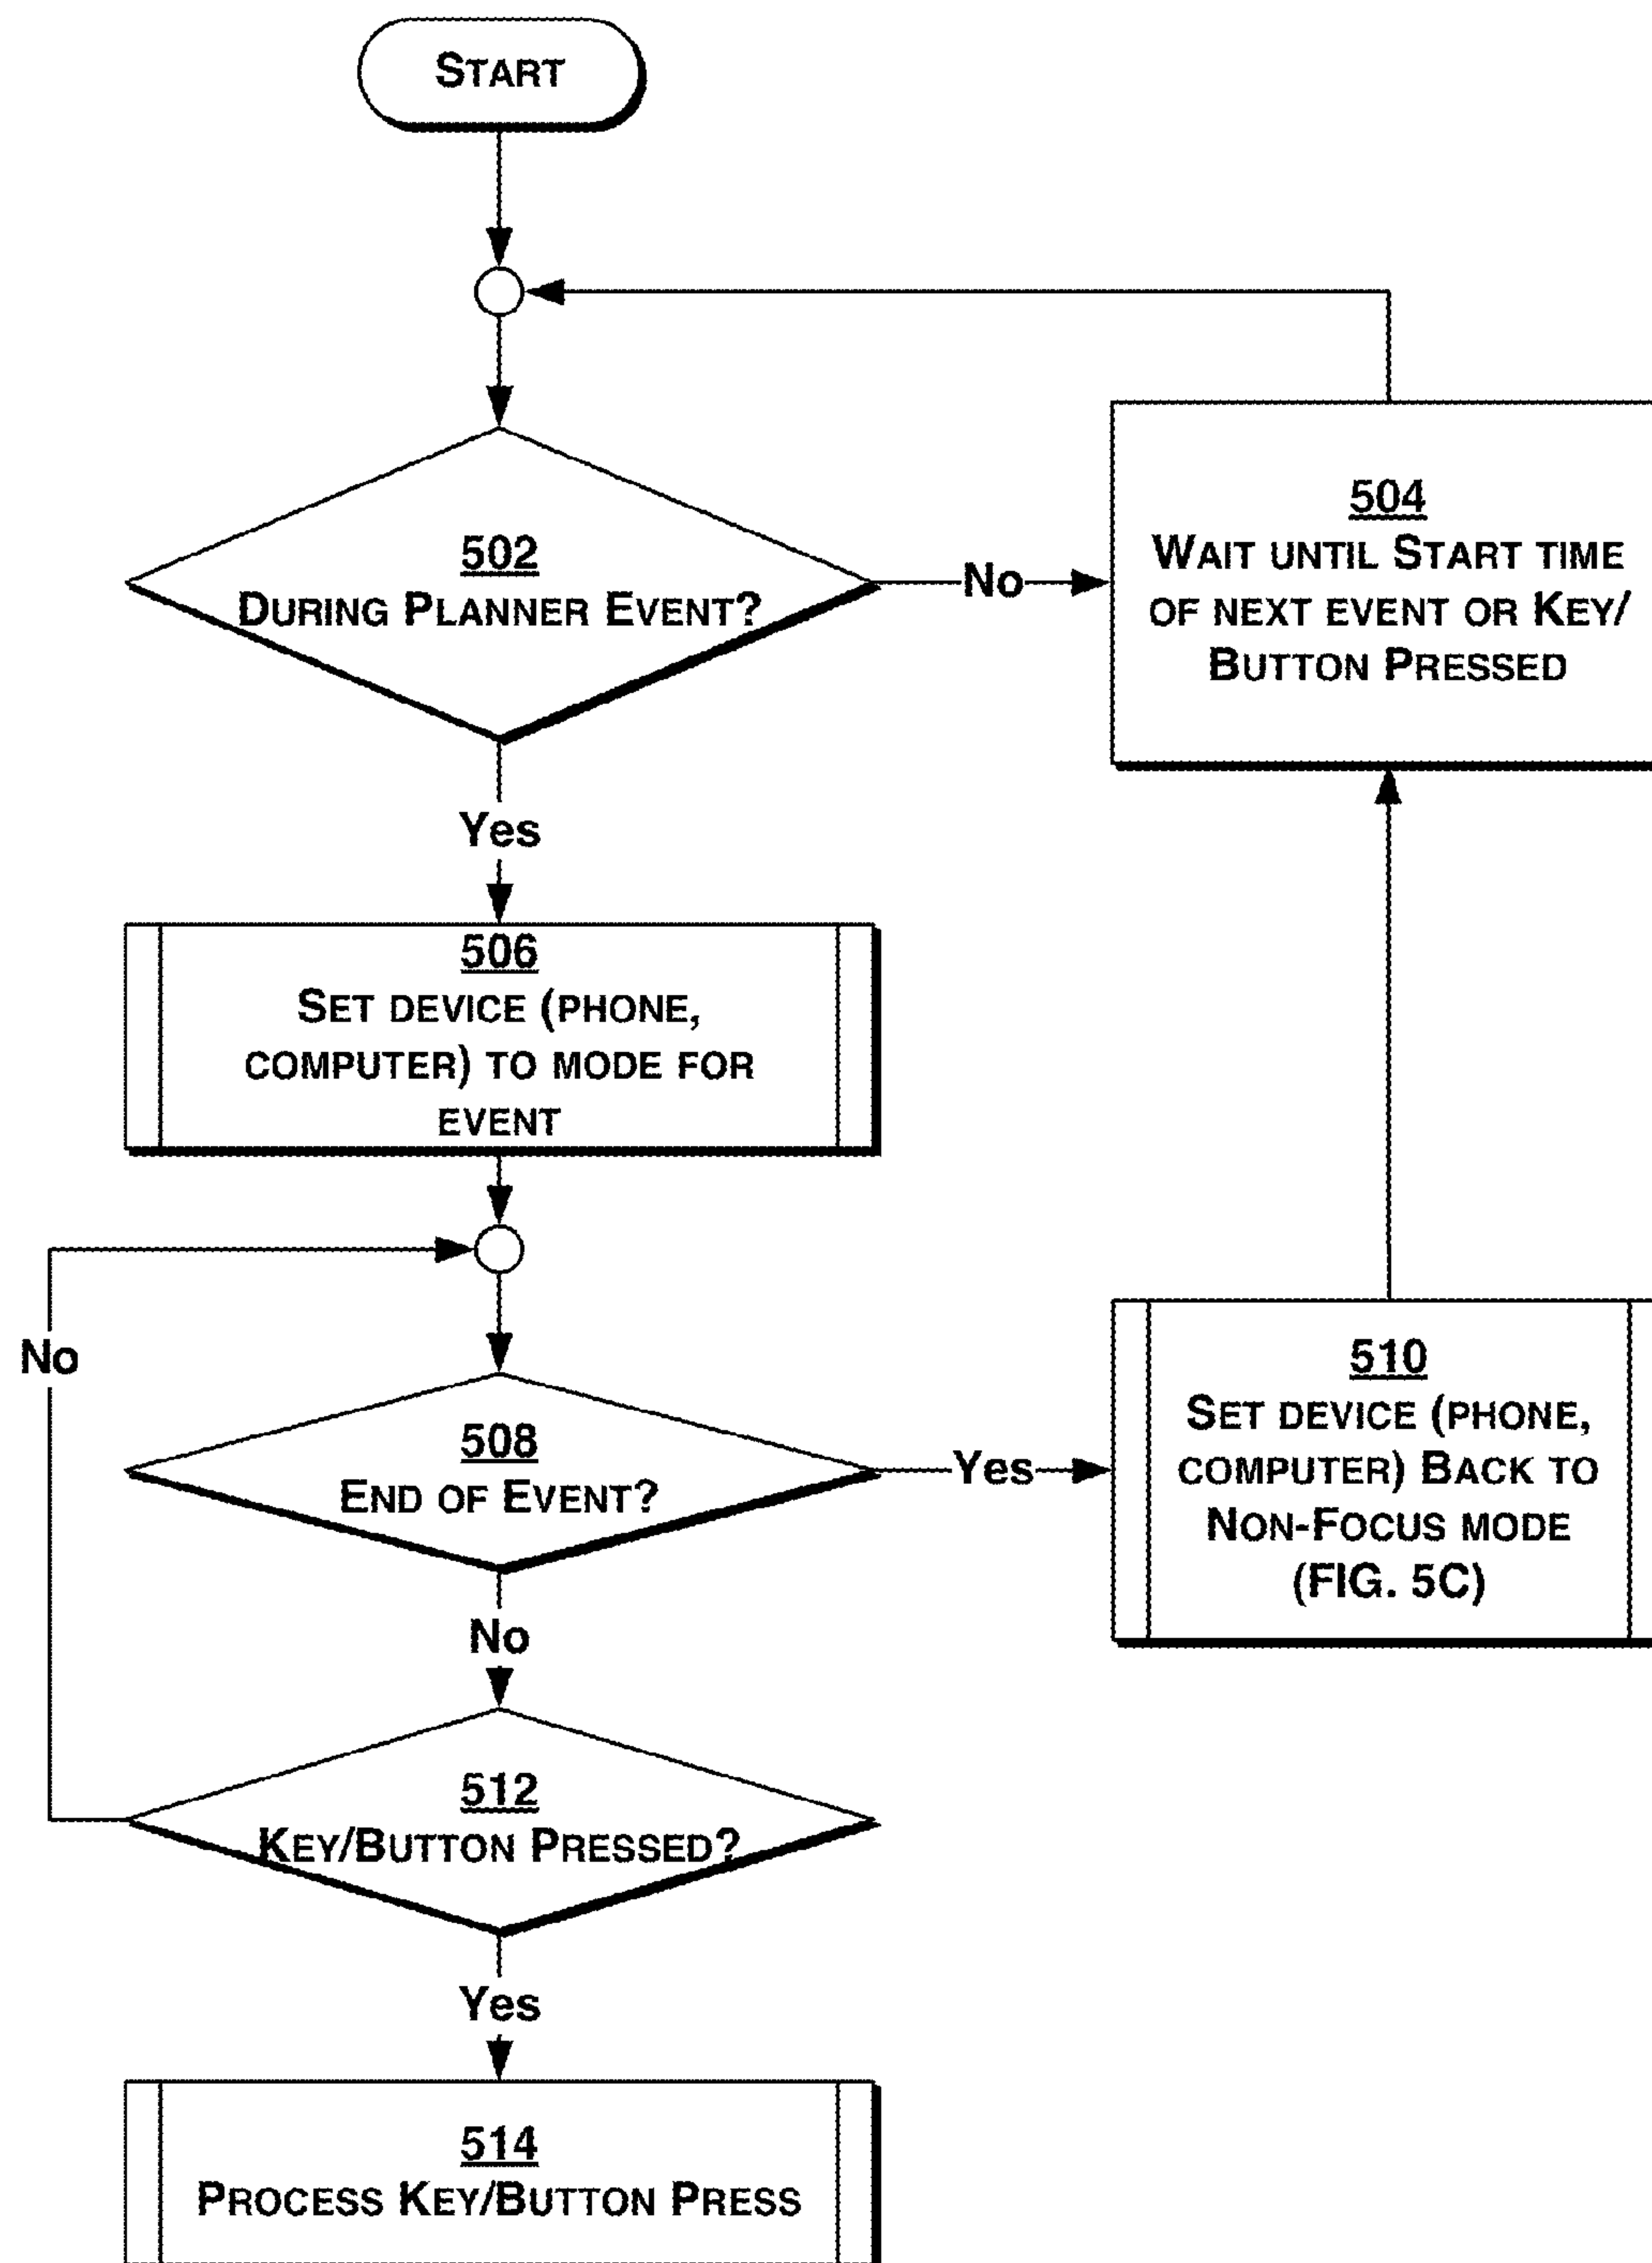 START
502
DURING PLANNER EVENT?
No
504
WAIT UNTIL START TIME
OF NEXT EVENT OR KEY/
BUTTON PRESSED
Yes
506
SET DEVICE (PHONE,
COMPUTER) TO MODE FOR
EVENT
No
508
END OF EVENT?
Yes
510
SET DEVICE (PHONE,
COMPUTER) BACK TO
NON-FOCUS MODE
(FIG. 5C)
No
512
KEY/BUTTON PRESSED?
Yes
514
PROCESS KEY/BUTTON PRESS